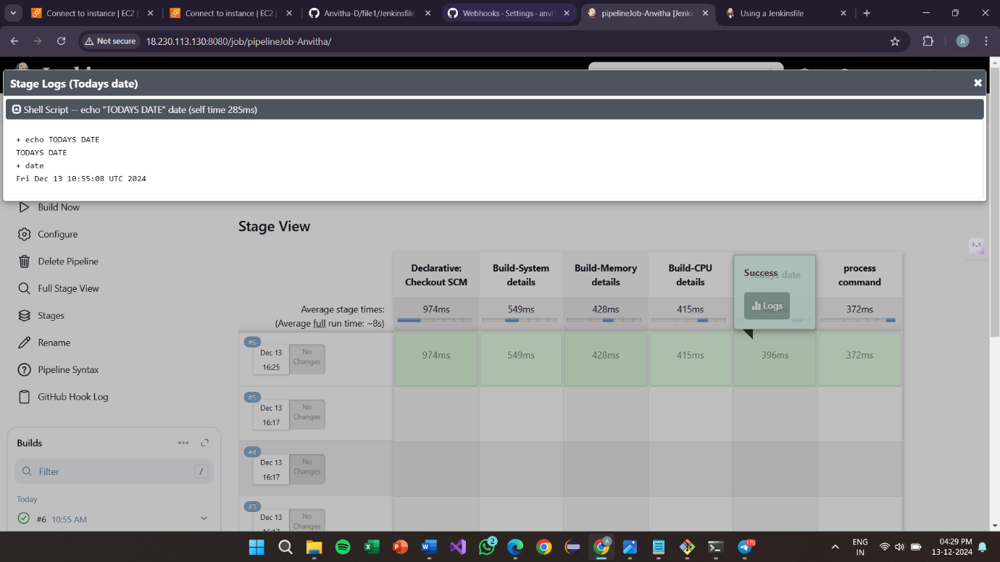 Connect to instance | EC2 |
Connect to instance | EC2 |
Anvitha-D/file1/Jenkinsfile
Webhooks · Settings · anvi
pipelineJob-Anvitha [Jenkin
Using a Jenkinsfile
Not secure
18.230.113.130:8080/job/pipelineJob-Anvitha/
A
Stage Logs (Todays date)
Shell Script -- echo "TODAYS DATE" date (self time 285ms)
+ echo TODAYS DATE
TODAYS DATE
+ date
Fri Dec 13 10:55:08 UTC 2024
Build Now
Configure
Delete Pipeline
Full Stage View
Stages
Rename
Pipeline Syntax
GitHub Hook Log
Builds
Filter
/
Today
#6 10:55 AM
Stage View
Declarative: Checkout SCM
Build-System details
Build-Memory details
Build-CPU details
Todays date
process command
Success
Logs
Average stage times:
(Average full run time: ~8s)
974ms
549ms
428ms
415ms
372ms
#6
Dec 13
16:25
No Changes
974ms
549ms
428ms
415ms
396ms
372ms
#5
Dec 13
16:17
No Changes
#4
Dec 13
16:17
No Changes
#3
Dec 13
16:17
No Changes
2
A
170
ENG
IN
04:29 PM
13-12-2024